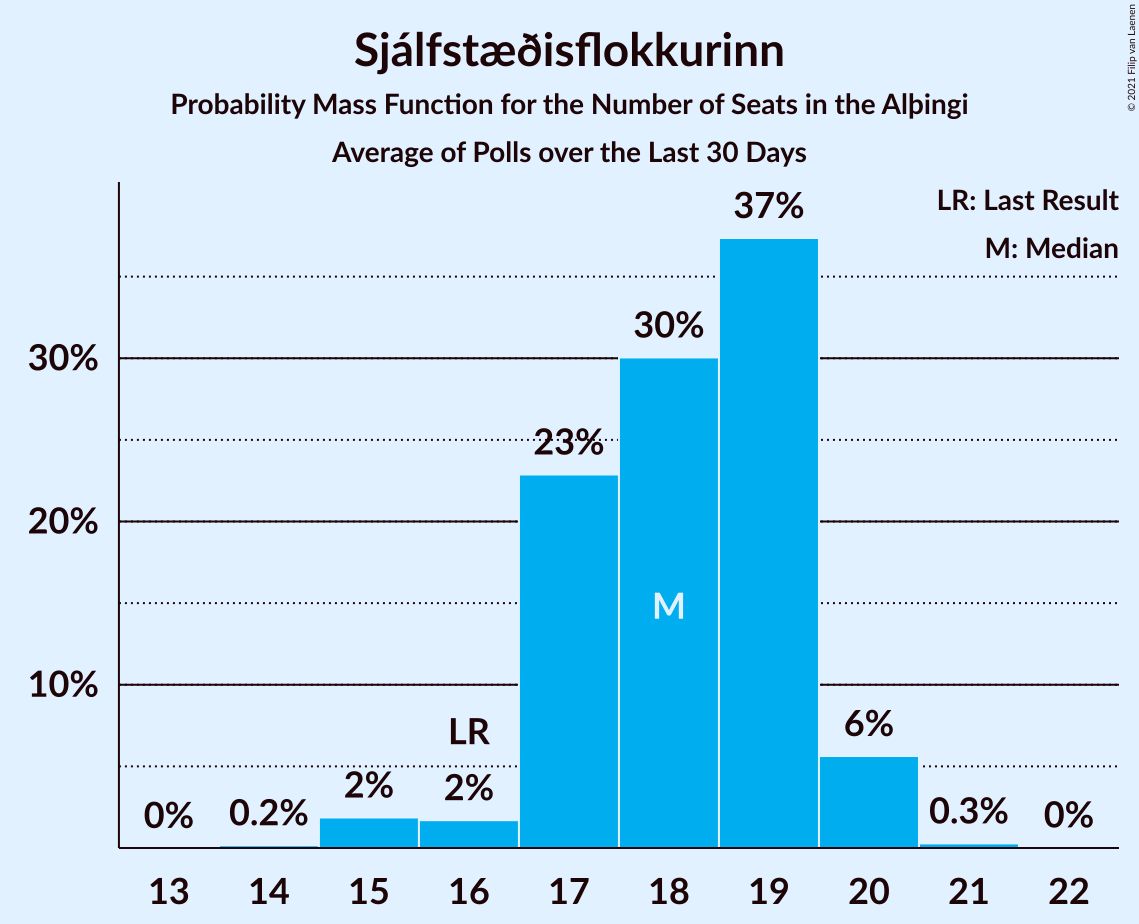 Sjálfstæðisflokkurinn
Probability Mass Function for the Number of Seats in the Alþingi
Average of Polls over the Last 30 Days
© 2021 Filip van Laenen
LR: Last Result
M: Median
37%
30%
30%
23%
20%
M
10%
LR
6%
0%
0.2%
2%
2%
0.3%
0%
13 14 15 16 17 18 19 20 21 22